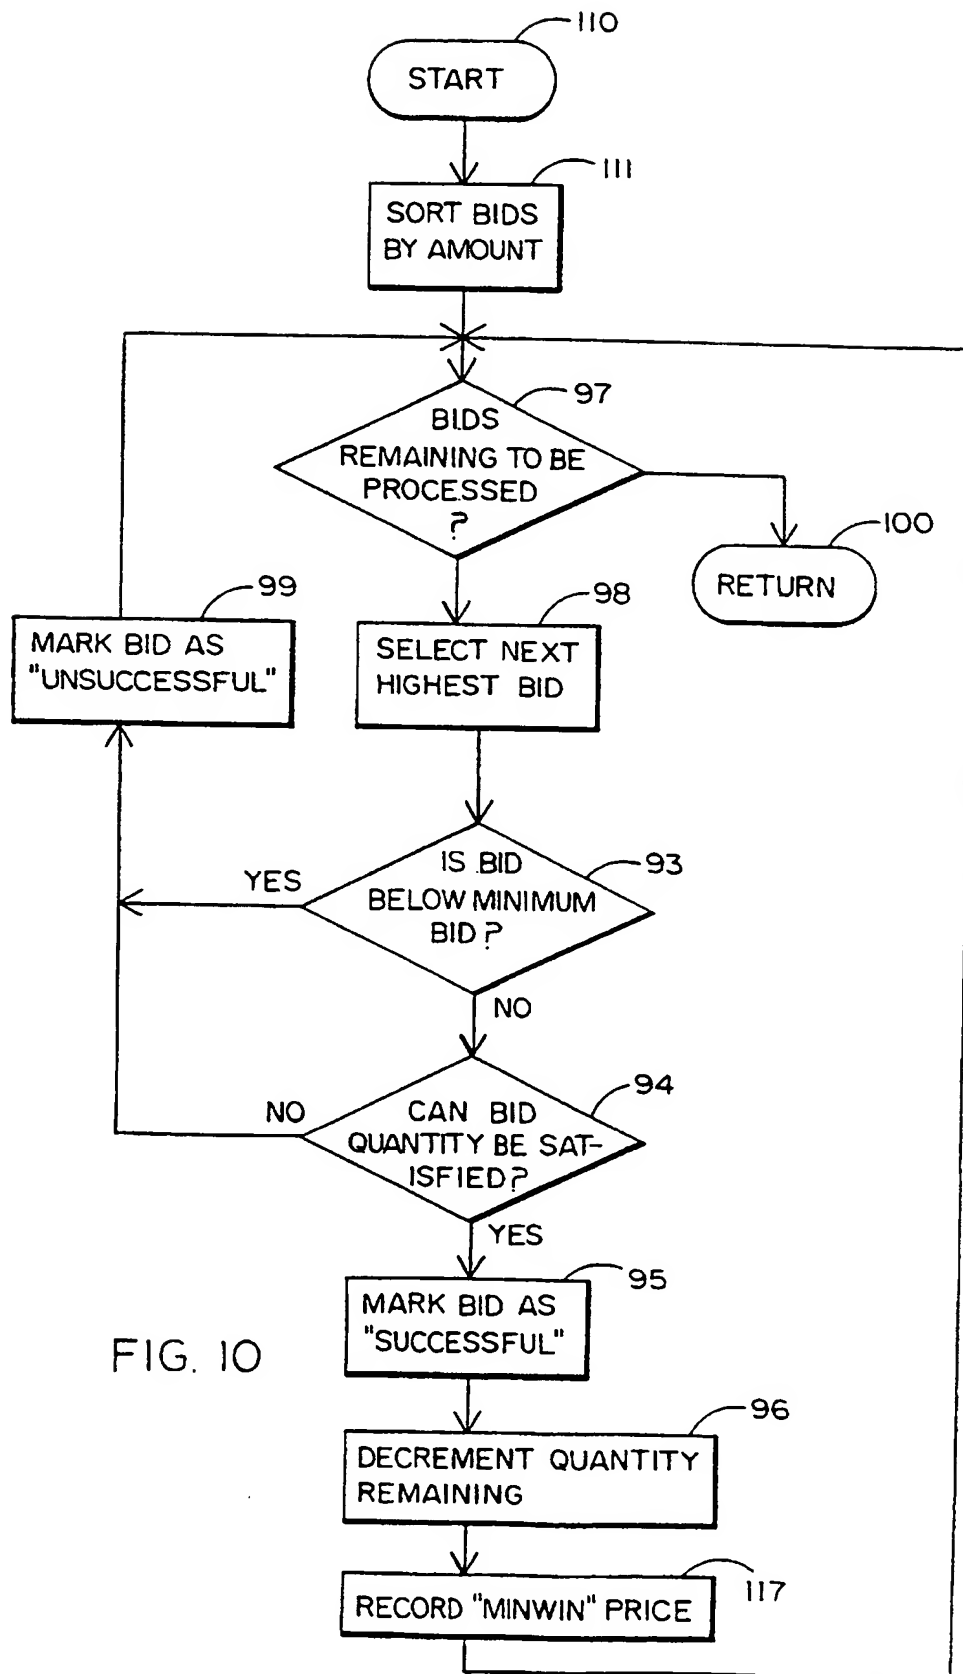 110
START
111
SORT BIDS
BY AMOUNT
97
BIDS
REMAINING TO BE
PROCESSED
?
100
RETURN
99
MARK BID AS
"UNSUCCESSFUL"
98
SELECT NEXT
HIGHEST BID
93
IS BID
BELOW MINIMUM
BID?
YES
NO
94
CAN BID
QUANTITY BE SAT-
ISFIED?
NO
YES
95
MARK BID AS
"SUCCESSFUL"
FIG. 10
96
DECREMENT QUANTITY
REMAINING
117
RECORD "MINWIN" PRICE